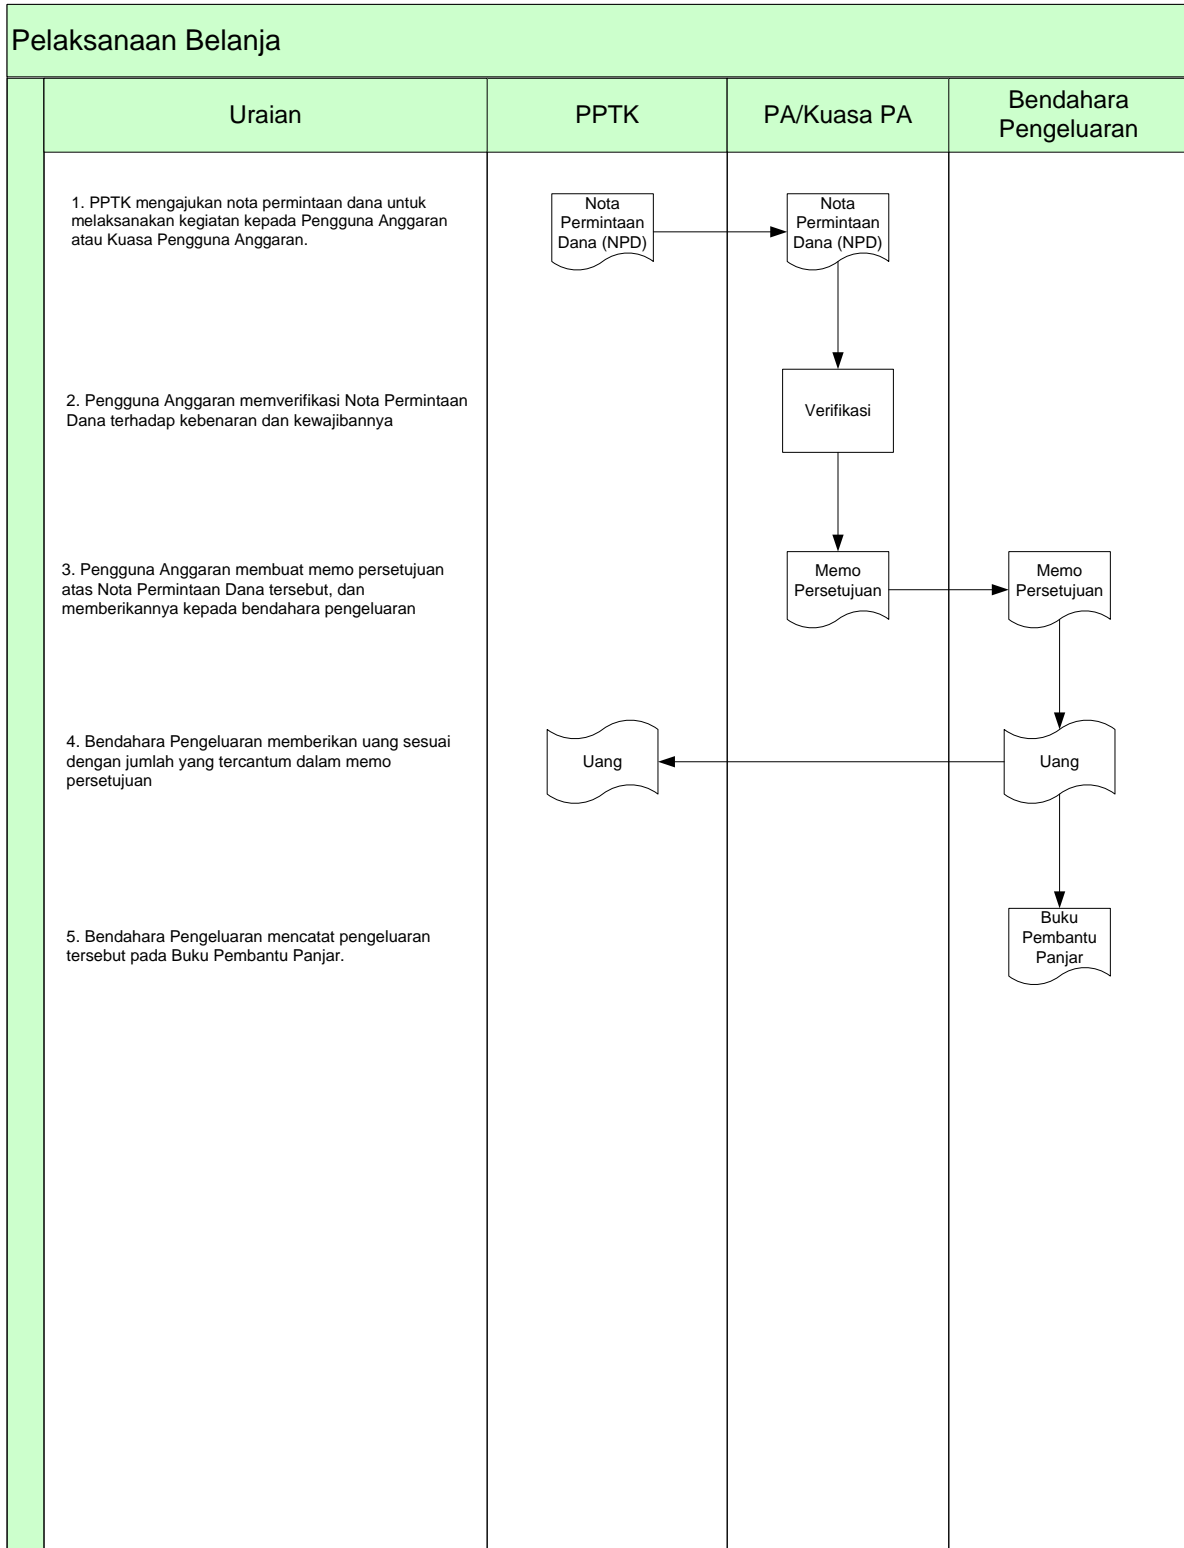 Pelaksanaan Belanja
Uraian
PPTK
PA/Kuasa PA
Bendahara
Pengeluaran
1. PPTK mengajukan nota permintaan dana untuk
melaksanakan kegiatan kepada Pengguna Anggaran
atau Kuasa Pengguna Anggaran.
Nota
Permintaan
Dana (NPD)
Nota
Permintaan
Dana (NPD)
2. Pengguna Anggaran memverifikasi Nota Permintaan
Dana terhadap kebenaran dan kewajibannya
Verifikasi
3. Pengguna Anggaran membuat memo persetujuan
atas Nota Permintaan Dana tersebut, dan
memberikannya kepada bendahara pengeluaran
Memo
Persetujuan
Memo
Persetujuan
4. Bendahara Pengeluaran memberikan uang sesuai
dengan jumlah yang tercantum dalam memo
persetujuan
Uang
Uang
5. Bendahara Pengeluaran mencatat pengeluaran
tersebut pada Buku Pembantu Panjar.
Buku
Pembantu
Panjar